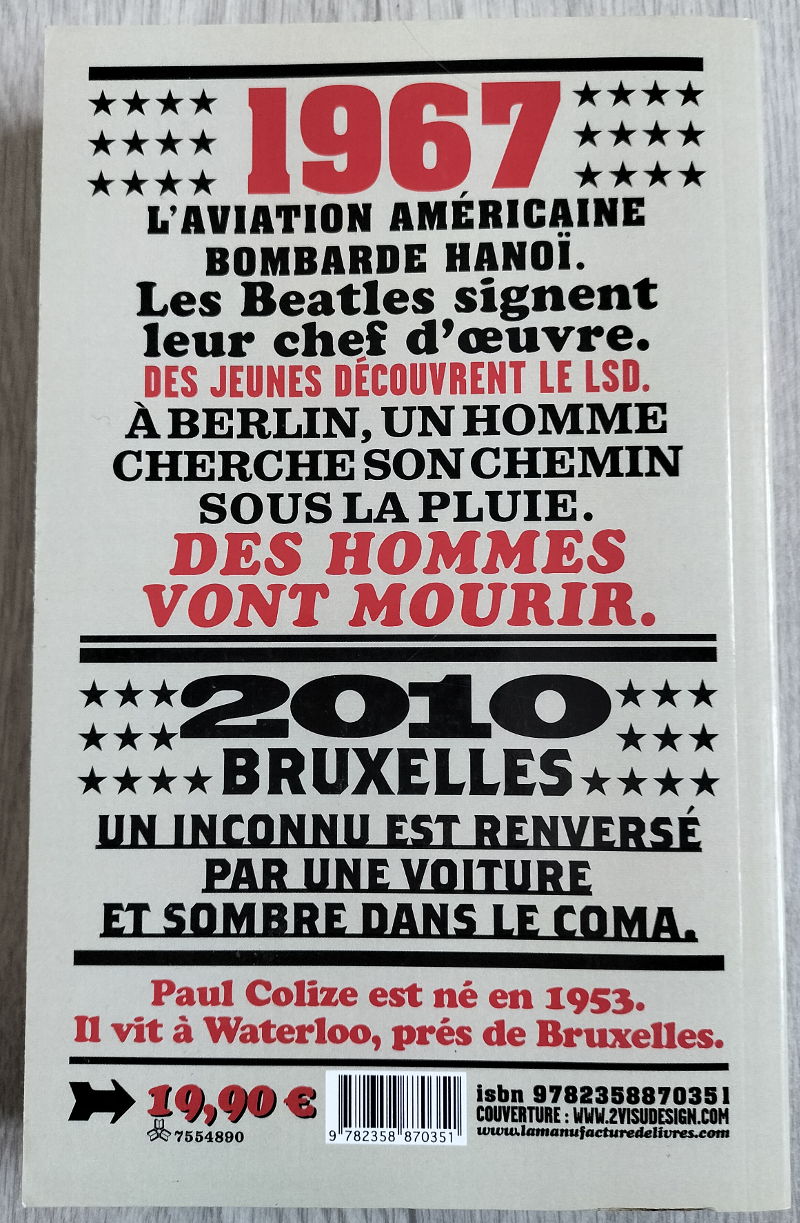 1967
L'AVIATION AMÉRICAINE
BOMBARDE HANOÏ.
Les Beatles signent
leur chef d'œuvre.
DES JEUNES DÉCOUVRENT LE LSD.
À BERLIN, UN HOMME
CHERCHE SON CHEMIN
SOUS LA PLUIE.
DES HOMMES
VONT MOURIR.
2010
BRUXELLES
UN INCONNU EST RENVERSÉ
PAR UNE VOITURE
ET SOMBRE DANS LE COMA.
Paul Colize est né en 1953.
Il vit à Waterloo, prés de Bruxelles.
19,90 €
7554890
9 782358 870351
isbn 9782358870351
COUVERTURE : WWW.2VISUDESIGN.COM
www.lamanufacturedelivres.com